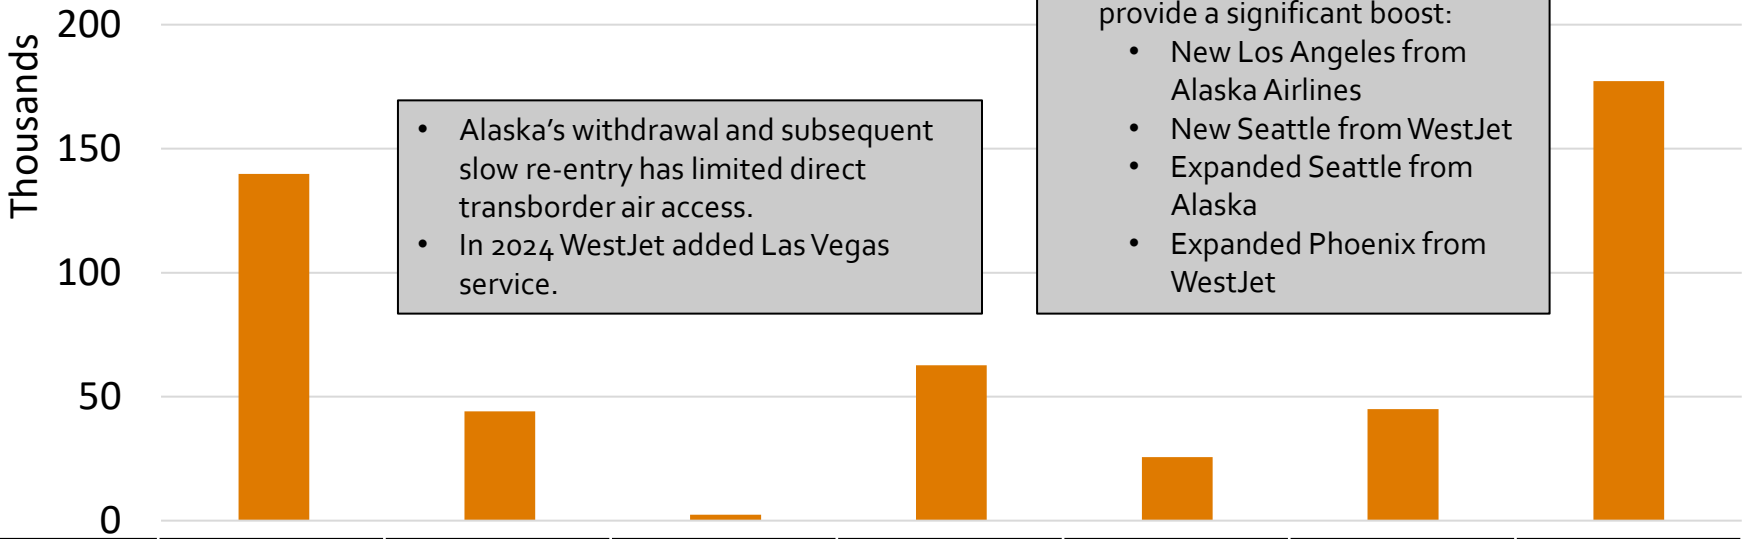 Thousands
200
150
100
50
0
• Alaska’s withdrawal and subsequent
slow re-entry has limited direct
transborder air access.
• In 2024 WestJet added Las Vegas
service.
provide a significant boost:
• New Los Angeles from
Alaska Airlines
• New Seattle from WestJet
• Expanded Seattle from
Alaska
• Expanded Phoenix from
WestJet